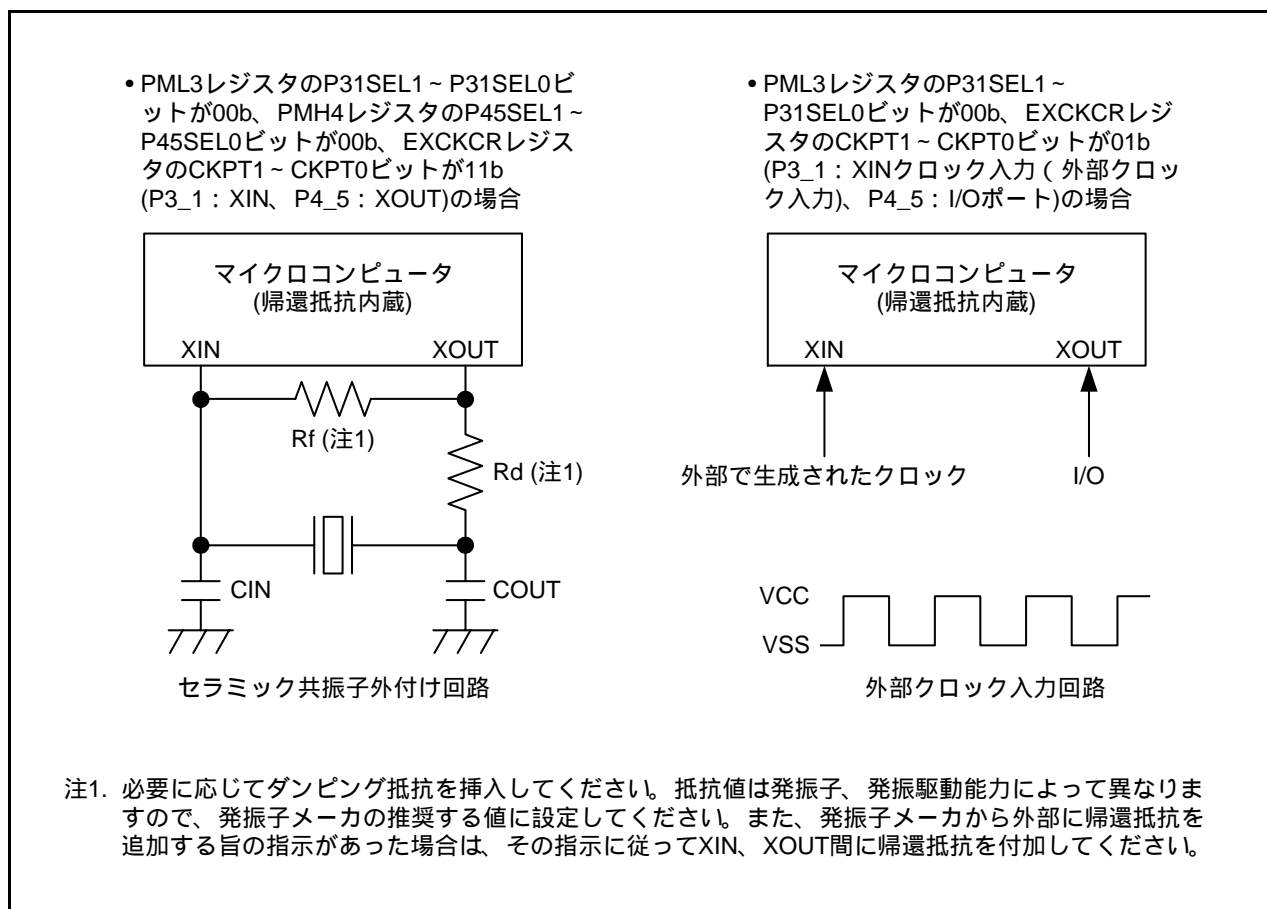 • PML3レジスタのP31SEL1~P31SEL0ビ
ットが00b、PMH4レジスタのP45SEL1~
P45SEL0ビットが00b、EXCKCRレジス
タのCKPT1~CKPT0ビットが11b
(P3_1:XIN、P4_5:XOUT)の場合
マイクロコンピュータ
(帰還抵抗内蔵)
XIN XOUT
Rf (注1)
Rd (注1)
CIN COUT
セラミック共振子外付け回路
• PML3レジスタのP31SEL1~
P31SEL0ビットが00b、EXCKCRレジ
スタのCKPT1~CKPT0ビットが01b
(P3_1:XINクロック入力(外部クロッ
ク入力)、P4_5:I/Oポート)の場合
マイクロコンピュータ
(帰還抵抗内蔵)
XIN XOUT
外部で生成されたクロック I/O
VCC
VSS
外部クロック入力回路
注1. 必要に応じてダンピング抵抗を挿入してください。抵抗値は発振子、発振駆動能力によって異なりま
すので、発振子メーカの推奨する値に設定してください。また、発振子メーカから外部に帰還抵抗を
追加する旨の指示があった場合は、その指示に従ってXIN、XOUT間に帰還抵抗を付加してください。